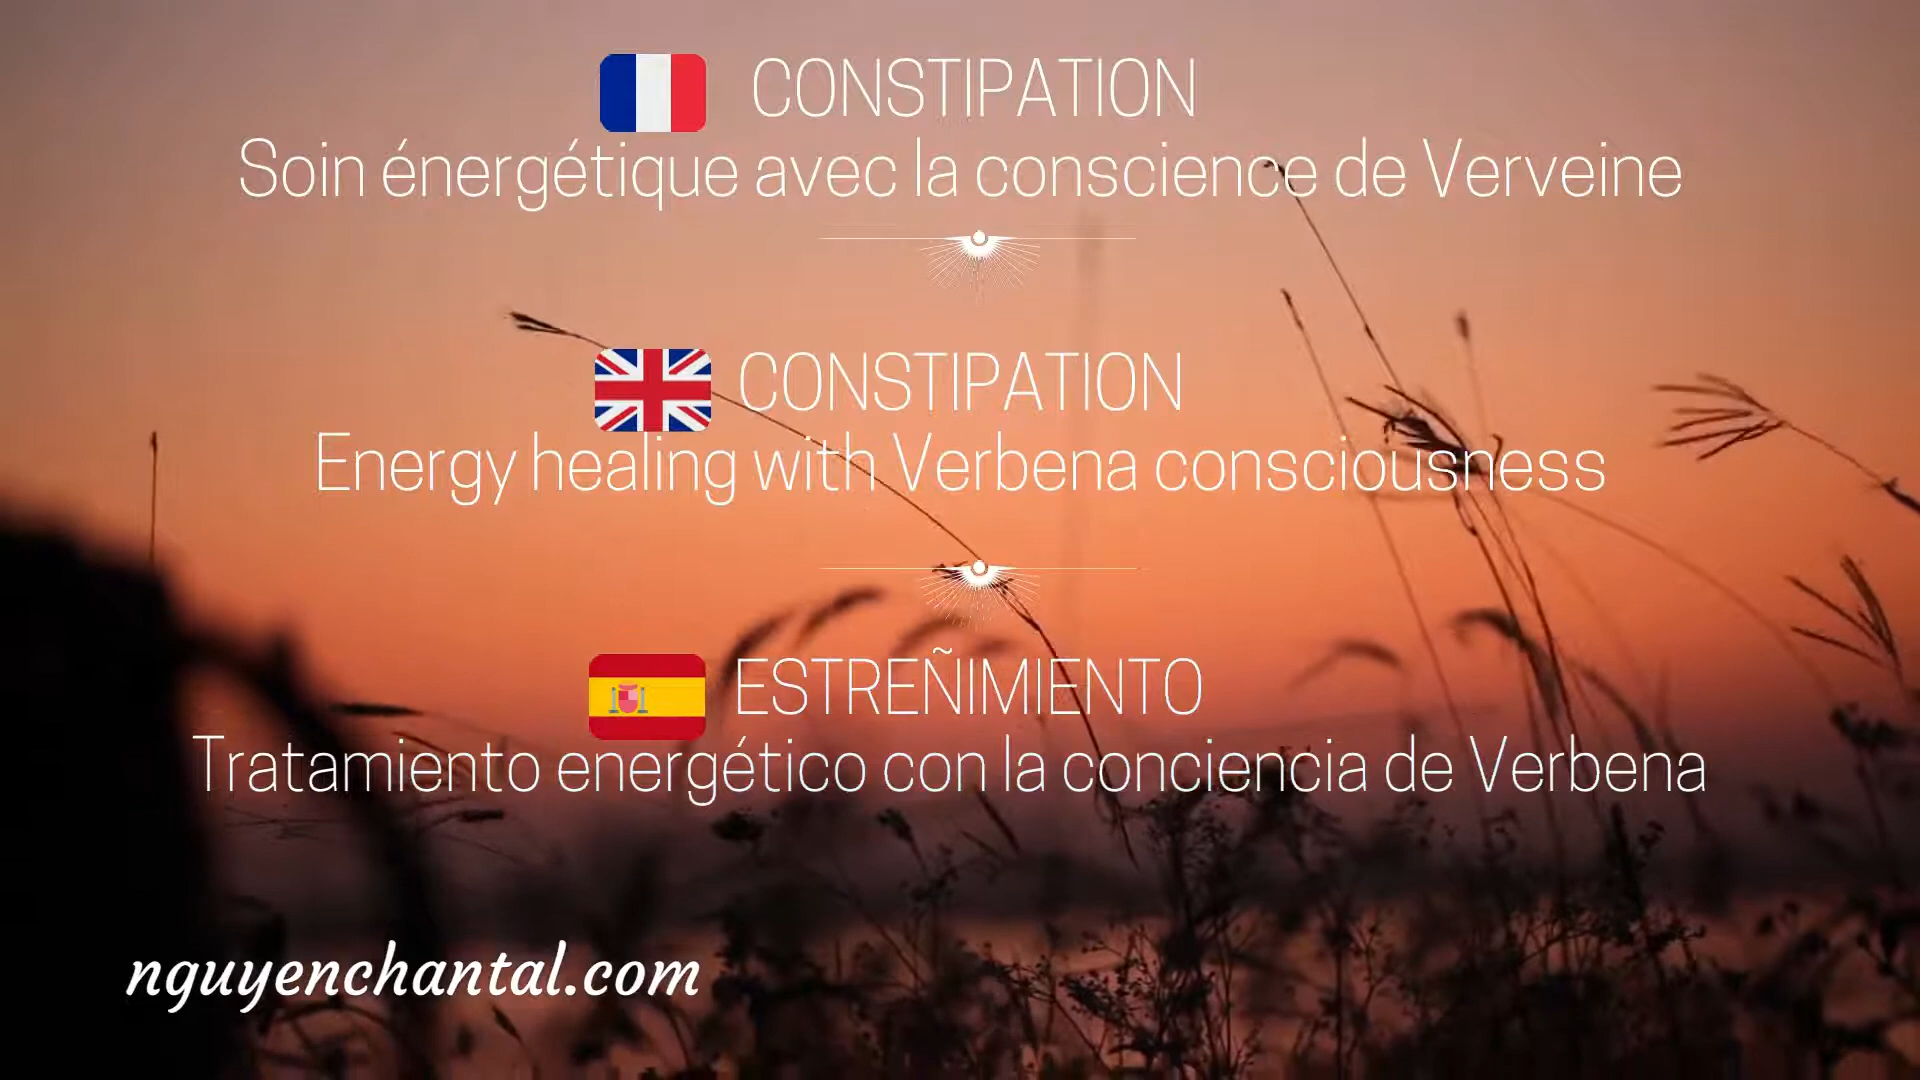 CONSTIPATION
Soin énergétique avec la conscience de Verveine
CONSTIPATION
Energy healing with Verbena consciousness
ESTREÑIMIENTO
Tratamiento energético con la conciencia de Verbena
nguyenchantal.com